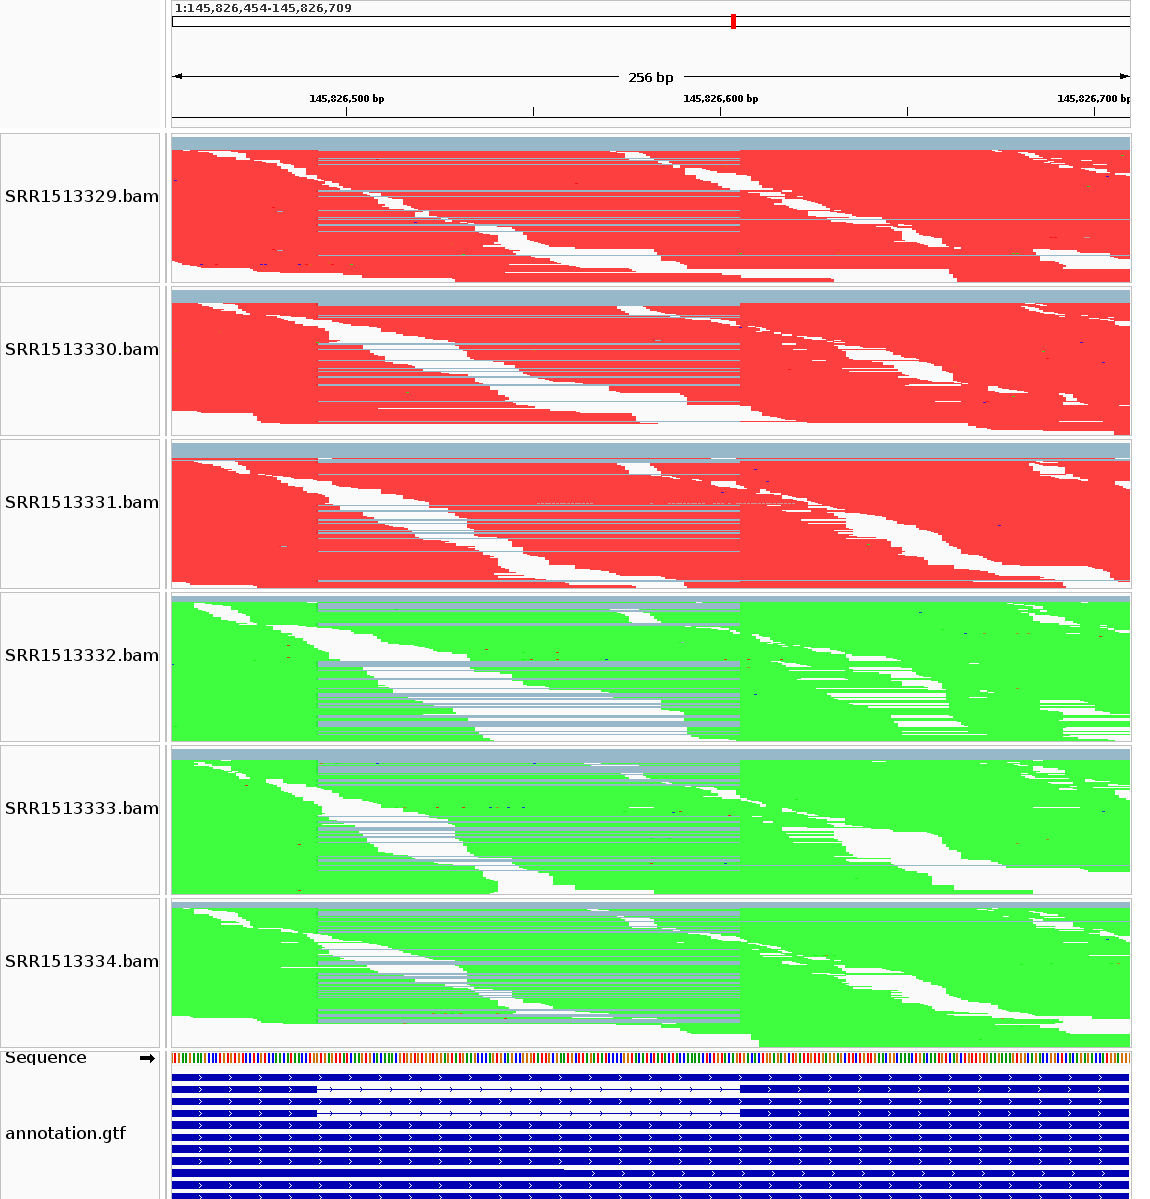 1:145,826,454-145,826,709
256 bp
145,826,500 bp
145,826,600 bp
145,826,700 bp
SRR1513329.bam
SRR1513330.bam
SRR1513331.bam
SRR1513332.bam
SRR1513333.bam
SRR1513334.bam
Sequence
annotation.gtf